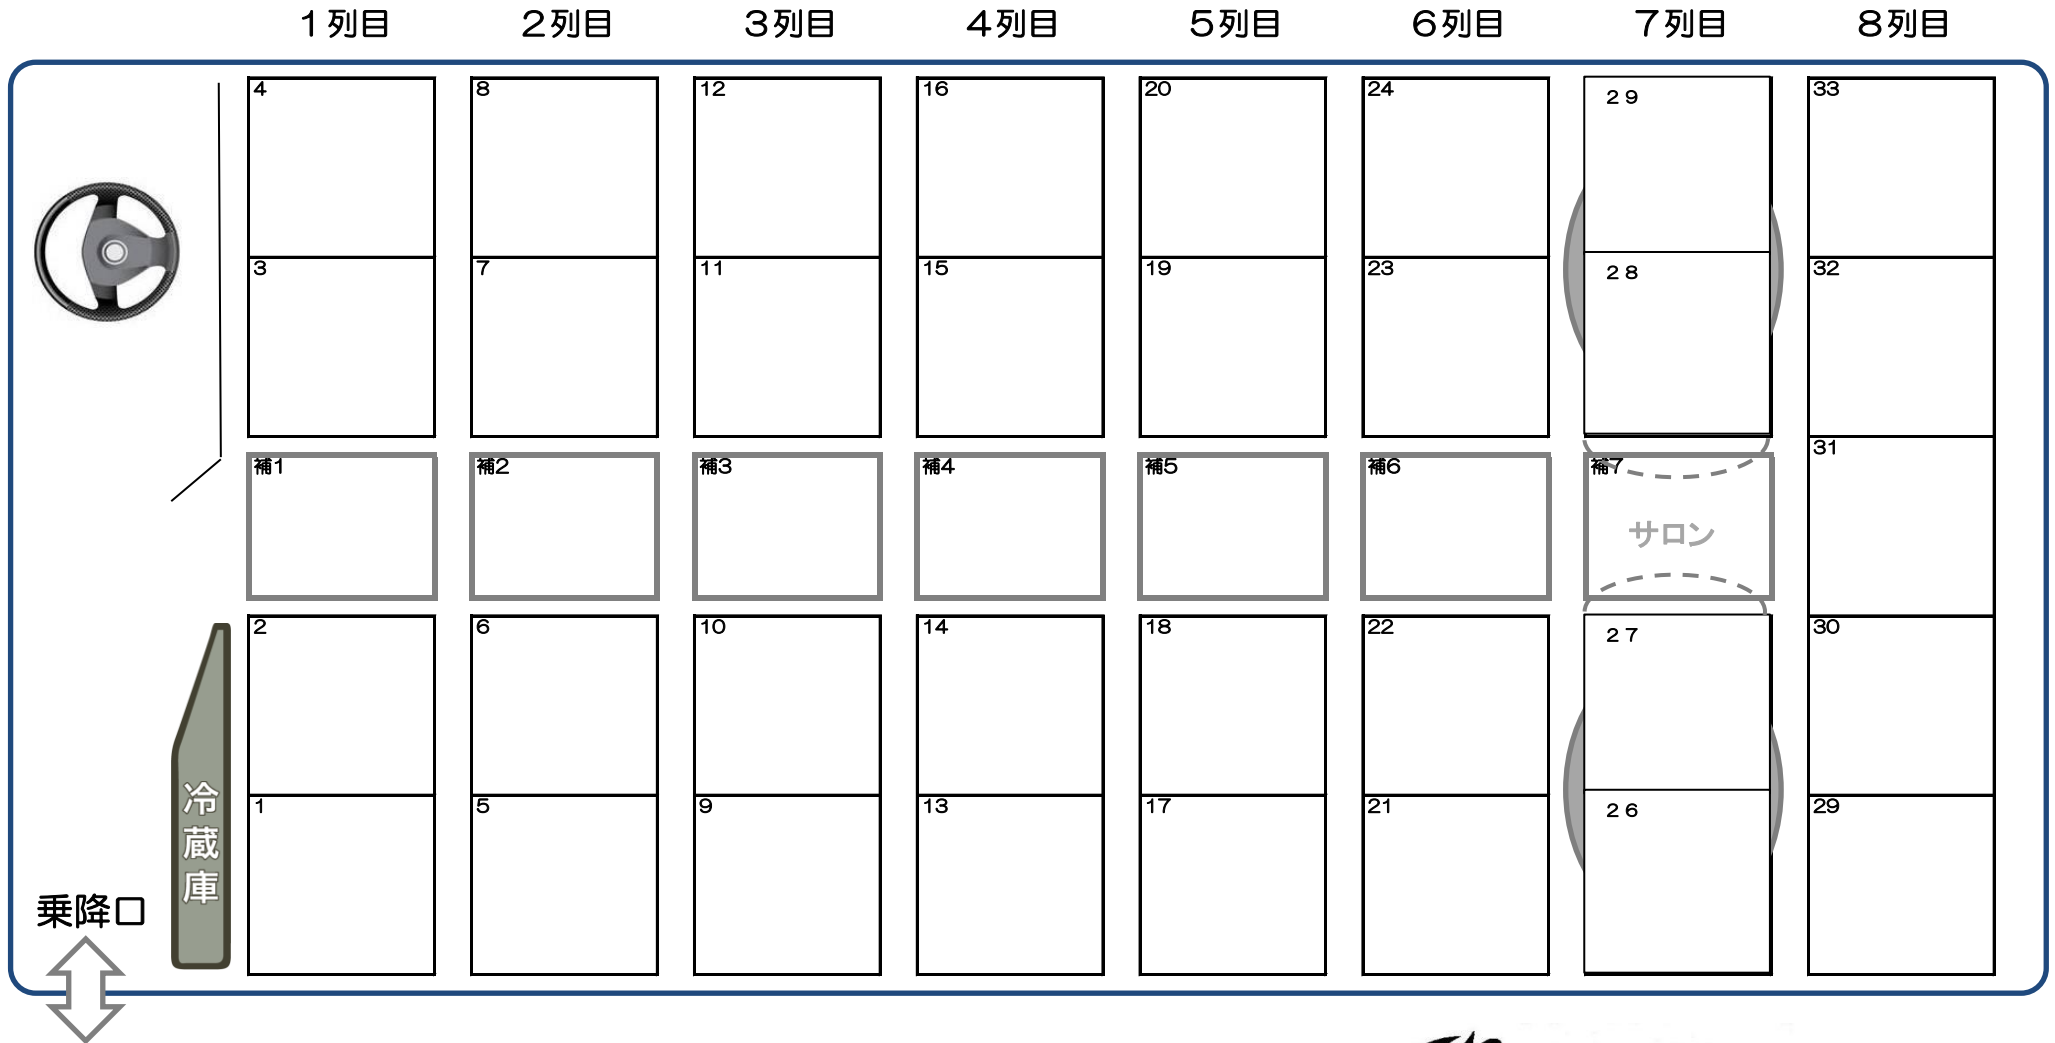 1列目 2列目 3列目 4列目 5列目 6列目 7列目 8列目
4 8 12 16 20 24 29 33
3 7 11 15 19 23 28 32
31
補1 補2 補3 補4 補5 補6 補7
サロン
2 6 10 14 18 22 27 30
1 5 9 13 17 21 26 29
冷蔵庫
乗降口